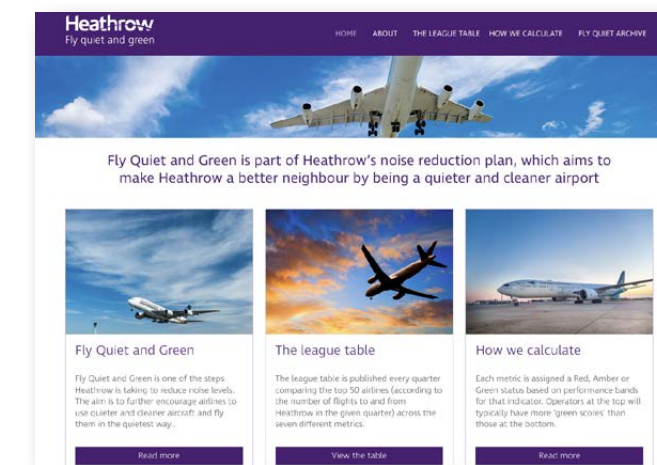 Heathrow
Fly quiet and green
HOME ABOUT THE LEAGUE TABLE HOW WE CALCULATE FLY QUIET ARCHIVE
Fly Quiet and Green is part of Heathrow's noise reduction plan, which aims to
make Heathrow a better neighbour by being a quieter and cleaner airport
Fly Quiet and Green
Fly Quiet and Green is one of the steps
Heathrow is taking to reduce noise levels.
The aim is to further encourage airlines to
use quieter and cleaner aircraft and fly
them in the quietest way.
Read more
The league table
The league table is published every quarter
comparing the top 50 airlines (according to
the number of flights to and from
Heathrow in the given quarter) across the
seven different metrics.
View the table
How we calculate
Each metric is assigned a Red, Amber or
Green status based on performance bands
for that indicator. Operators at the top will
typically have more 'green scores' than
those at the bottom.
Read more